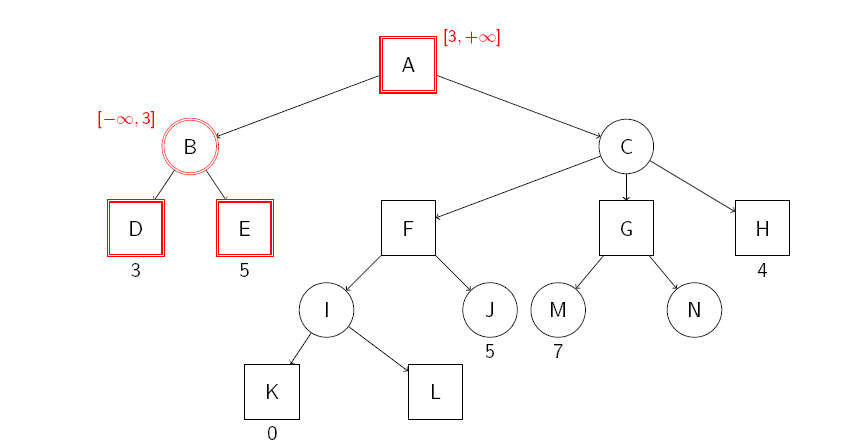 [3, +∞]
A
[−∞, 3]
B
C
D
E
F
G
H
3
5
4
I
J
M
N
5
7
K
L
0